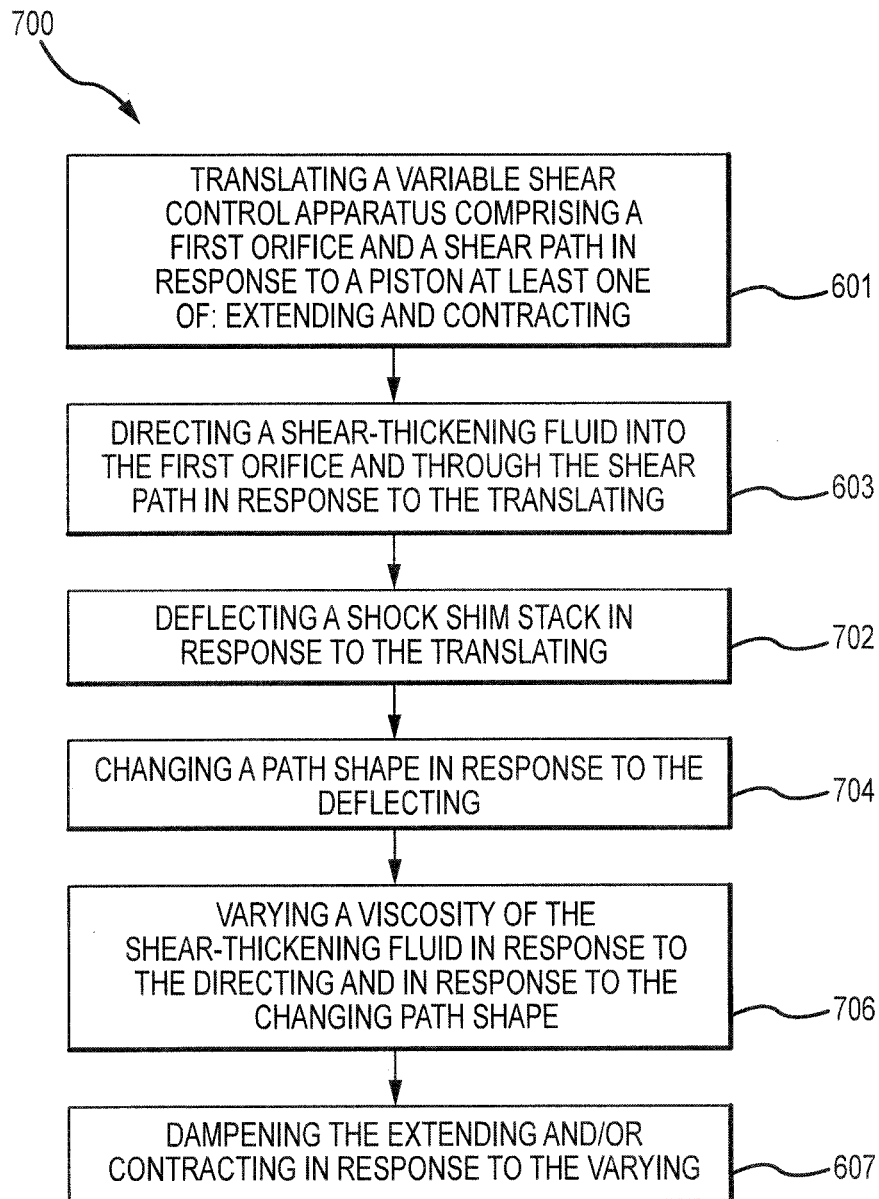 700
TRANSLATING A VARIABLE SHEAR
CONTROL APPARATUS COMPRISING A
FIRST ORIFICE AND A SHEAR PATH IN
RESPONSE TO A PISTON AT LEAST ONE
OF: EXTENDING AND CONTRACTING
601
DIRECTING A SHEAR-THICKENING FLUID INTO
THE FIRST ORIFICE AND THROUGH THE SHEAR
PATH IN RESPONSE TO THE TRANSLATING
603
DEFLECTING A SHOCK SHIM STACK IN
RESPONSE TO THE TRANSLATING
702
CHANGING A PATH SHAPE IN RESPONSE TO THE
DEFLECTING
704
VARYING A VISCOSITY OF THE
SHEAR-THICKENING FLUID IN RESPONSE TO
THE DIRECTING AND IN RESPONSE TO THE
CHANGING PATH SHAPE
706
DAMPENING THE EXTENDING AND/OR
CONTRACTING IN RESPONSE TO THE VARYING
607